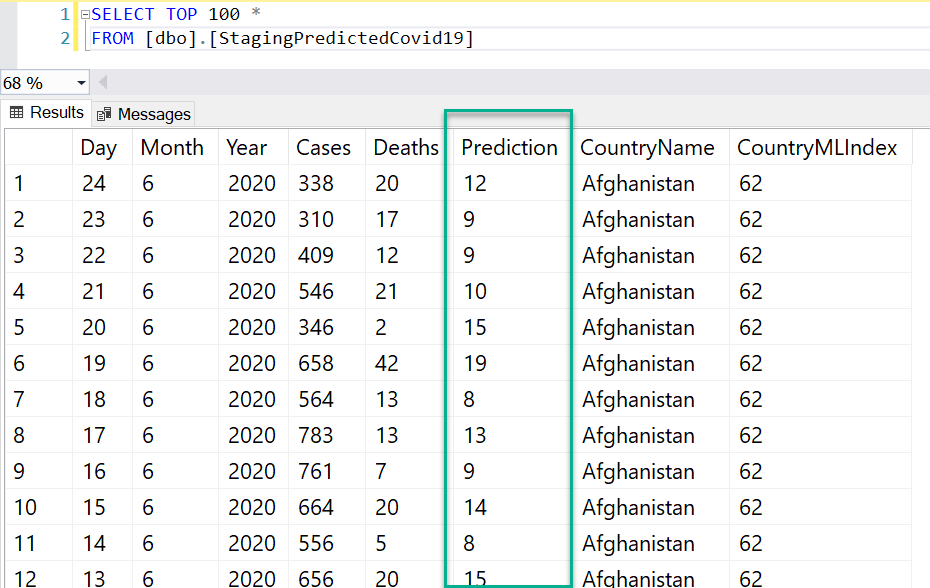 1 SELECT TOP 100 *
2 FROM [dbo].[StagingPredictedCovid19]
68 %
Results Messages
Day Month Year Cases Deaths Prediction CountryName CountryMLIndex
1 24 6 2020 338 20 12 Afghanistan 62
2 23 6 2020 310 17 9 Afghanistan 62
3 22 6 2020 409 12 9 Afghanistan 62
4 21 6 2020 546 21 10 Afghanistan 62
5 20 6 2020 346 2 15 Afghanistan 62
6 19 6 2020 658 42 19 Afghanistan 62
7 18 6 2020 564 13 8 Afghanistan 62
8 17 6 2020 783 13 13 Afghanistan 62
9 16 6 2020 761 7 9 Afghanistan 62
10 15 6 2020 664 20 14 Afghanistan 62
11 14 6 2020 556 5 8 Afghanistan 62
12 13 6 2020 656 20 15 Afghanistan 62